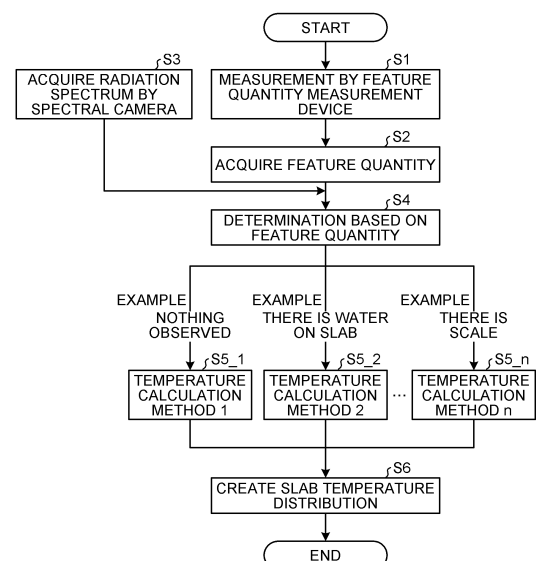 START
S3
ACQUIRE RADIATION
SPECTRUM BY
SPECTRAL CAMERA
S1
MEASUREMENT BY FEATURE
QUANTITY MEASUREMENT
DEVICE
S2
ACQUIRE FEATURE QUANTITY
S4
DETERMINATION BASED ON
FEATURE QUANTITY
EXAMPLE
NOTHING
OBSERVED
EXAMPLE
THERE IS WATER
ON SLAB
EXAMPLE
THERE IS
SCALE
S5_1
TEMPERATURE
CALCULATION
METHOD 1
S5_2
TEMPERATURE
CALCULATION
METHOD 2
...
S5_n
TEMPERATURE
CALCULATION
METHOD n
S6
CREATE SLAB TEMPERATURE
DISTRIBUTION
END